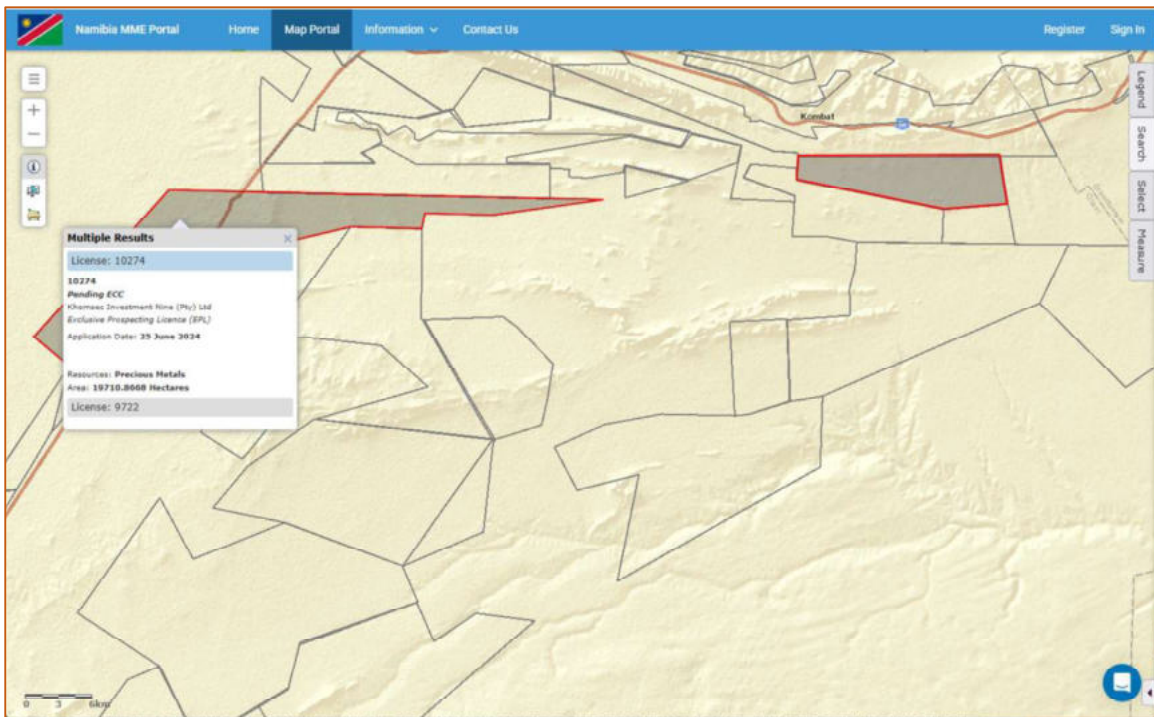 Namibia MME Portal
Home
Map Portal
Information
Contact Us
Register
Sign In
Legend
Search
Select
Measure
Kombat
Multiple Results
License: 10274
10274
Pending ECC
Investment Nine (Pty) Ltd
Exclusive Prospecting Licence (EPL)
Application Date: 25 June 2024
Resources: Precious Metals
Area: 19710.8668 Hectares
License: 9722
0 3 6km